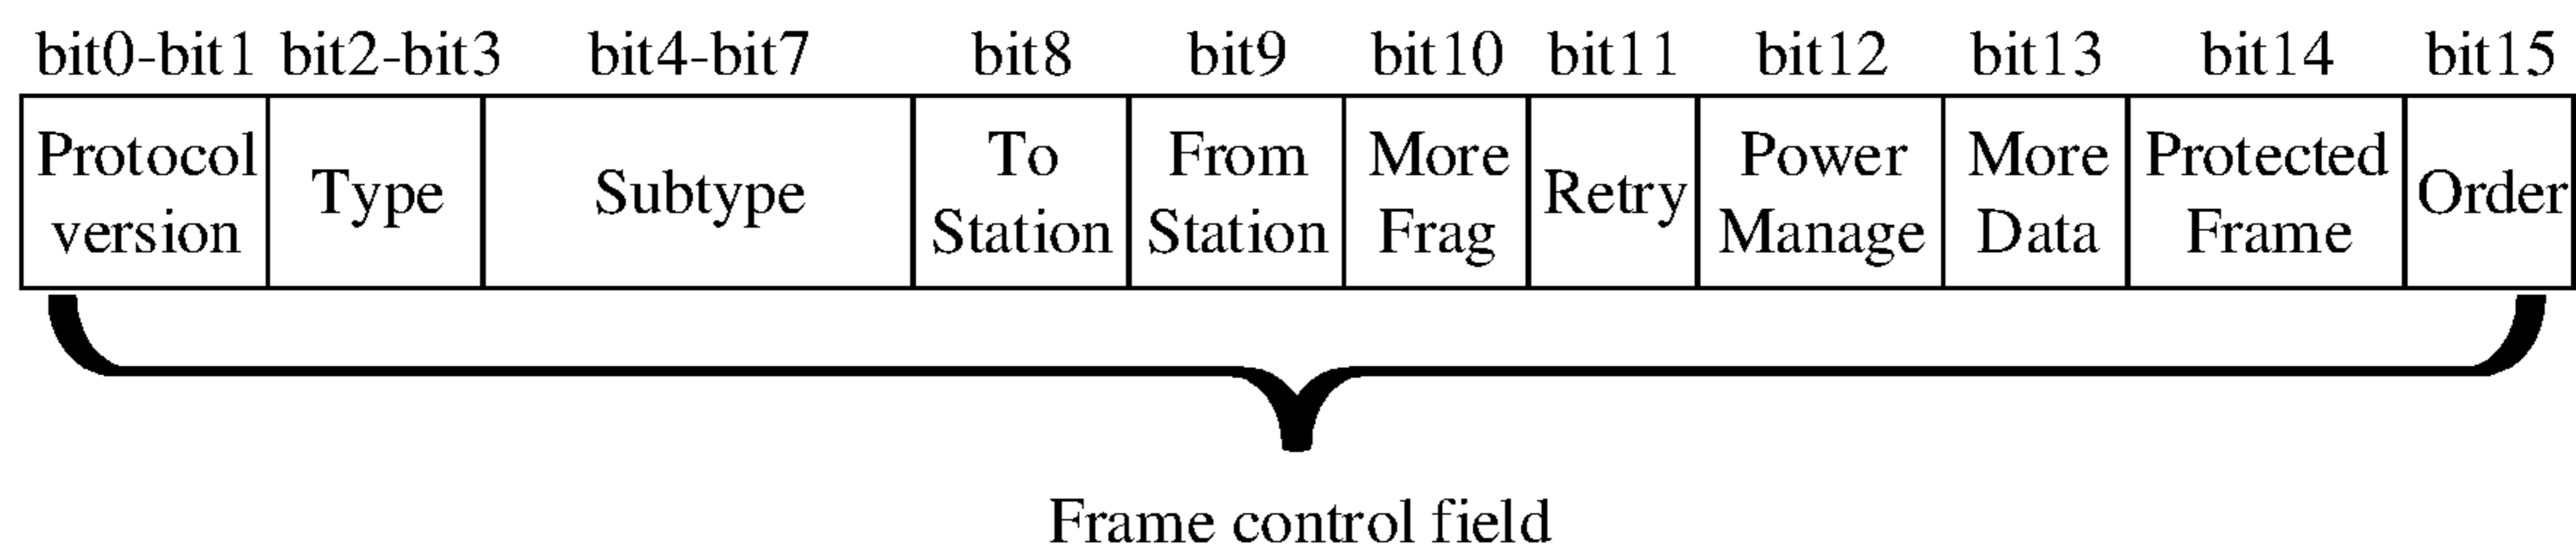 bit0-bit1 bit2-bit3 bit4-bit7 bit8 bit9 bit10 bit11 bit12 bit13 bit14 bit15
Protocol
version
Type
Subtype
To
Station
From
Station
More
Frag
Retry
Power
Manage
More
Data
Protected
Frame
Order
Frame control field